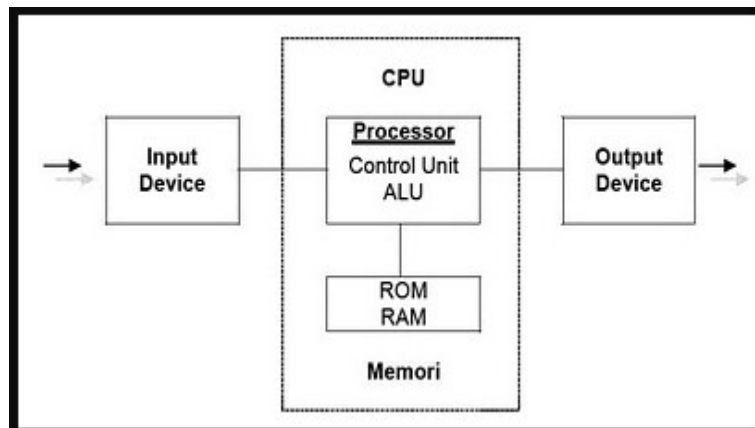 CPU
Input
Device
Processor
Control Unit
ALU
Output
Device
ROM
RAM
Memori